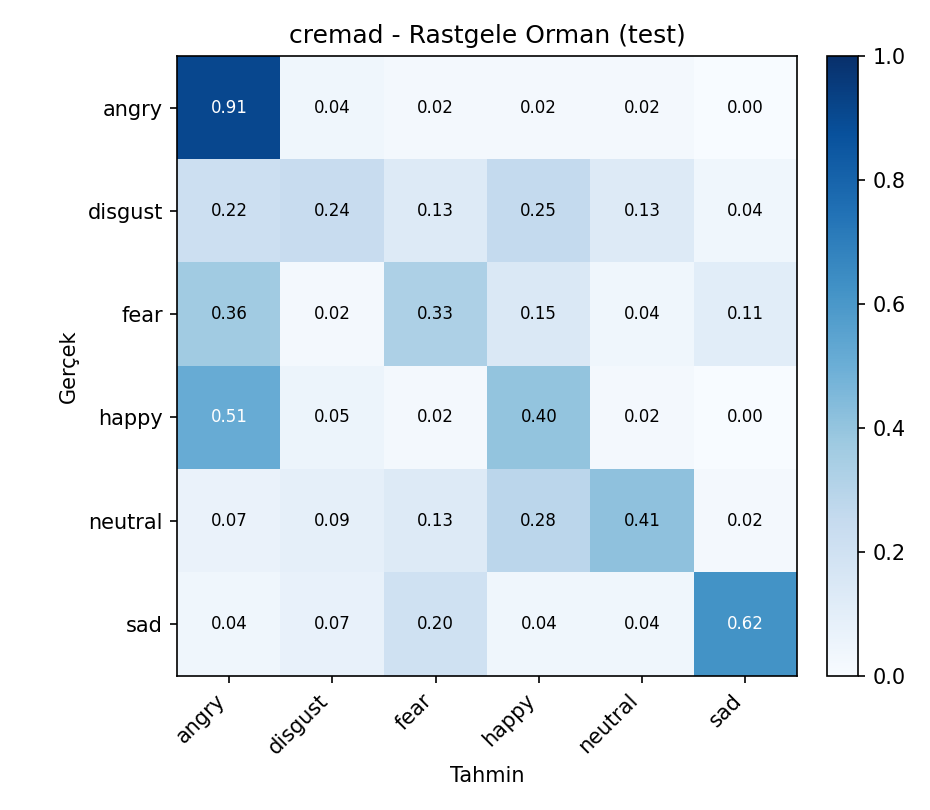 cremad - Rastgele Orman (test)
Gerçek
angry 0.91 0.04 0.02 0.02 0.02 0.00
disgust 0.22 0.24 0.13 0.25 0.13 0.04
fear 0.36 0.02 0.33 0.15 0.04 0.11
happy 0.51 0.05 0.02 0.40 0.02 0.00
neutral 0.07 0.09 0.13 0.28 0.41 0.02
sad 0.04 0.07 0.20 0.04 0.04 0.62
angry disgust fear happy neutral sad
Tahmin
1.0
0.8
0.6
0.4
0.2
0.0